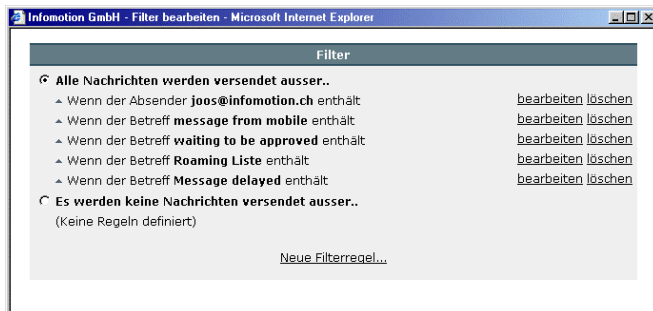 Infomotion GmbH - Filter bearbeiten - Microsoft Internet Explorer
Filter
Alle Nachrichten werden versendet ausser..
Wenn der Absender joos@infomotion.ch enthält bearbeiten löschen
Wenn der Betreff message from mobile enthält bearbeiten löschen
Wenn der Betreff waiting to be approved enthält bearbeiten löschen
Wenn der Betreff Roaming Liste enthält bearbeiten löschen
Wenn der Betreff Message delayed enthält bearbeiten löschen
Es werden keine Nachrichten versendet ausser..
(Keine Regeln definiert)
Neue Filterregel...